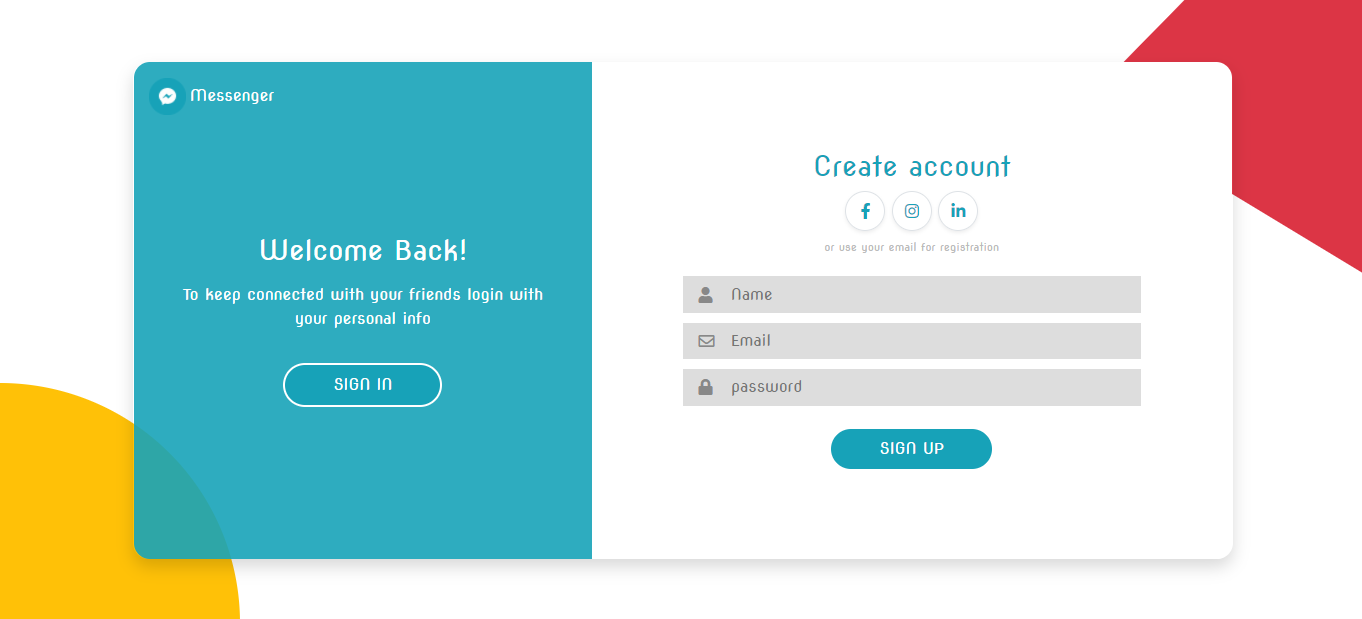 Messenger
Welcome Back!
To keep connected with your friends login with
your personal info
SIGN IN
Create account
or use your email for registration
Name
Email
password
SIGN UP